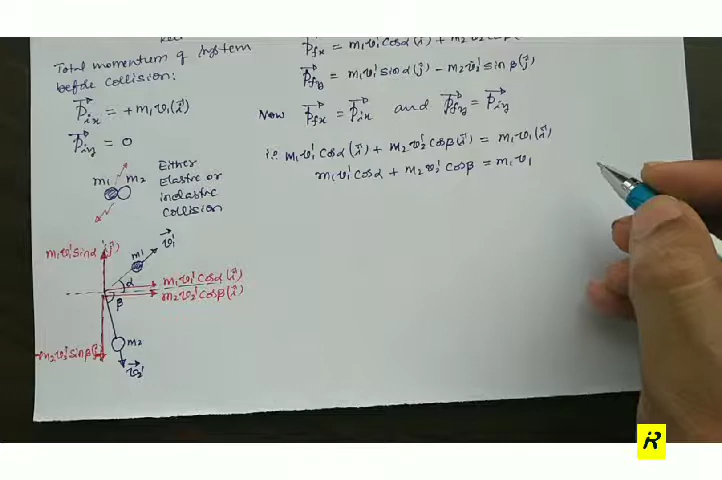 Total momentum of system
before collision:
P⃗ix = +m₁v₁(i⃗)
P⃗iy = 0
m₁ m₂
Either
elastic or
inelastic
collision
P⃗fx = m₁v₁' cosα(i⃗) + m₂v₂' cosβ(
P⃗fy = m₁v₁' sinα(j⃗) − m₂v₂' sinβ(j⃗)
Now P⃗fx = P⃗ix and P⃗fy = P⃗iy
i.e. m₁v₁' cosα(i⃗) + m₂v₂' cosβ(i⃗) = m₁v₁(i⃗)
m₁v₁' cosα + m₂v₂' cosβ = m₁v₁
v⃗₁'
m₁v₁' sinα(j⃗)
m₁
α
m₁v₁' cosα(i⃗)
m₂v₂' cosβ(i⃗)
β
m₂
-m₂v₂' sinβ(j⃗)
v⃗₂'
R